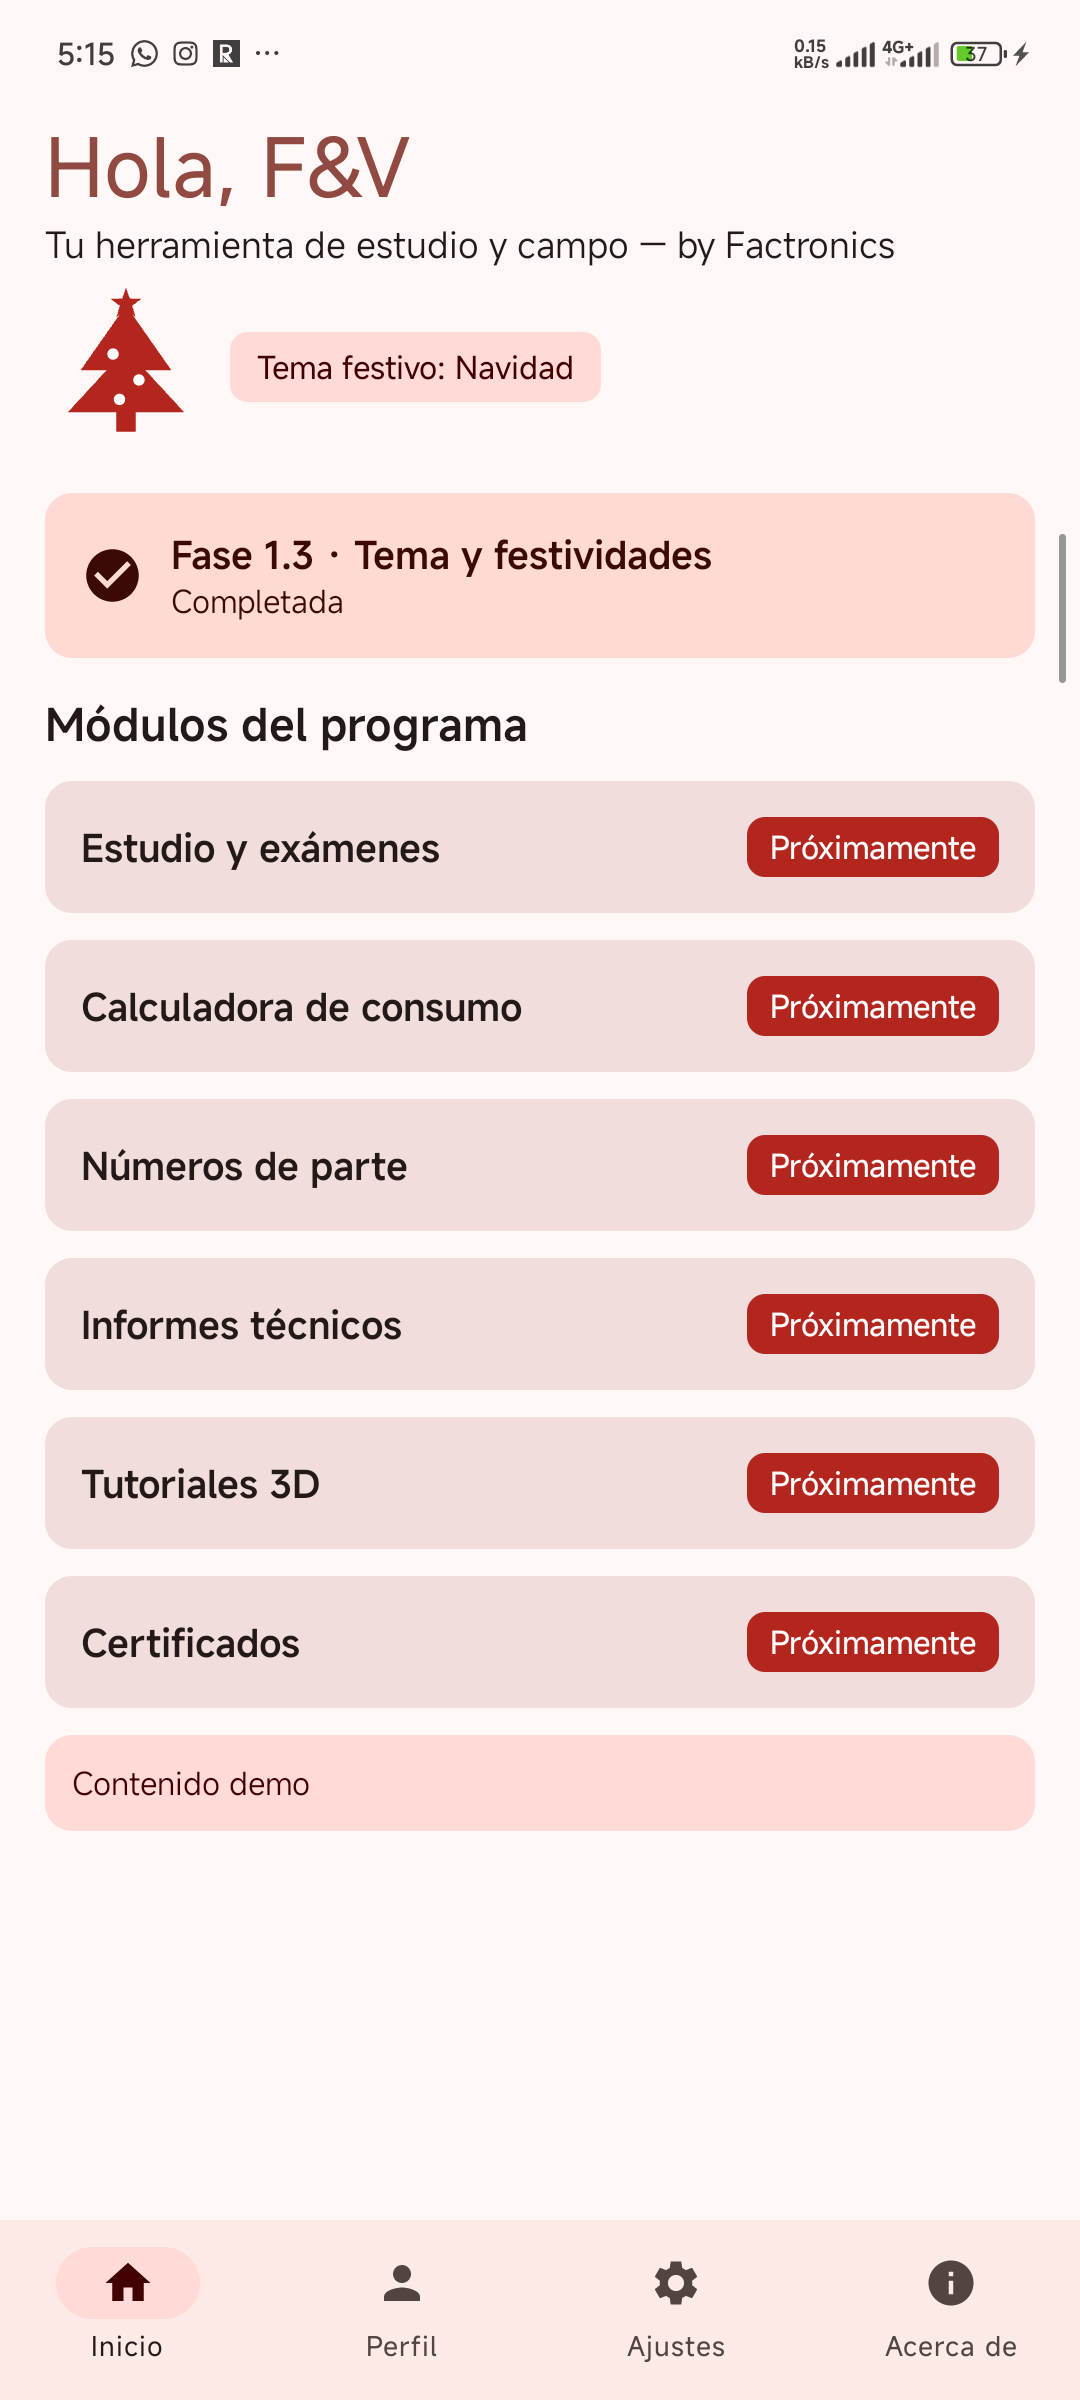 5:15
0.15 kB/s 4G+ 37
Hola, F&V
Tu herramienta de estudio y campo — by Factronics
Tema festivo: Navidad
Fase 1.3 · Tema y festividades
Completada
Módulos del programa
Estudio y exámenes Próximamente
Calculadora de consumo Próximamente
Números de parte Próximamente
Informes técnicos Próximamente
Tutoriales 3D Próximamente
Certificados Próximamente
Contenido demo
Inicio Perfil Ajustes Acerca de